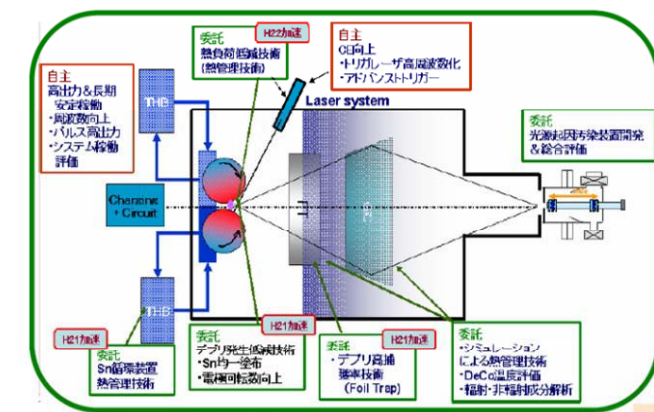 H22加速
委託
熱負荷低減技術
(熱管理技術)
自主
CE向上
・トリガレーザ高周波数化
・アドバンストトリガー
自主
高出力&長期
安定稼動
・周波数向上
・パルス高出力
・システム稼動
評価
THB
Laser system
委託
光源起因汚染装置開発
&総合評価
Charging
+ Circuit
THB
H21加速
委託
Sn循環装置
熱管理技術
H21加速
委託
デブリ発生低減技術
・Sn均一塗布
・電極回転数向上
H21加速
委託
・デブリ高捕
獲率技術
(Foil Trap)
委託
・シミュレーション
による熱管理技術
・DeCo温度評価
・輻射・非輻射成分解析